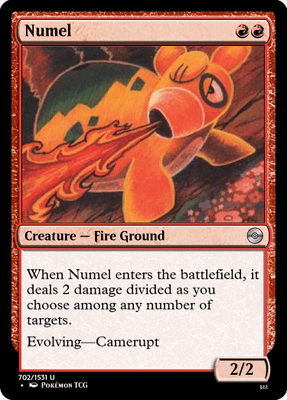 Numel
Creature — Fire Ground
When Numel enters the battlefield, it
deals 2 damage divided as you
choose among any number of
targets.
Evolving—Camerupt
2/2
702/1531 U
• Pokémon TCG